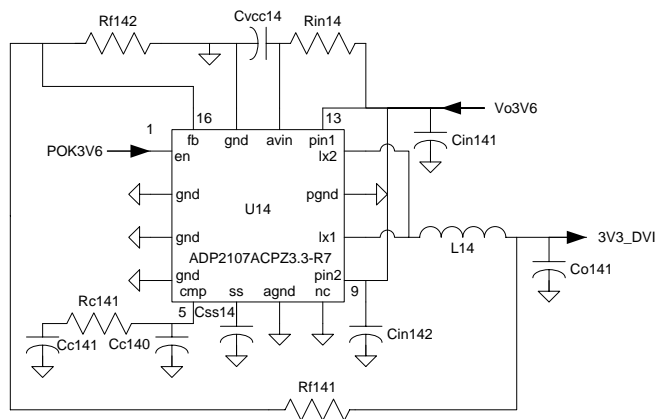 Rf142
Cvcc14
Rin14
1
16
13
Vo3V6
fb
gnd
avin
pin1
POK3V6
en
lx2
Cin141
gnd
pgnd
U14
gnd
lx1
3V3_DVI
L14
ADP2107ACPZ3.3-R7
gnd
pin2
Co141
cmp
ss
agnd
nc
9
Rc141
5
Css14
Cc141
Cc140
Cin142
Rf141